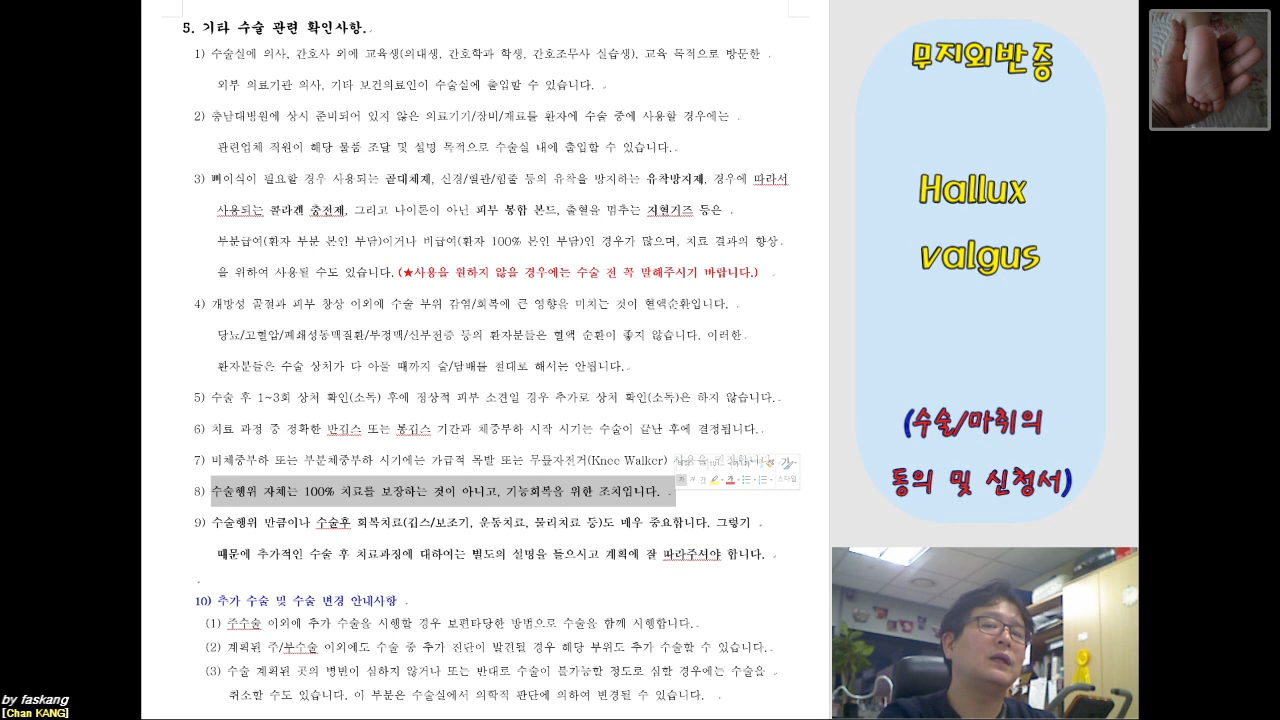 5. 기타 수술 관련 확인사항.
1) 수술실에 의사, 간호사 외에 교육생(의대생, 간호학과 학생, 간호조무사 실습생), 교육 목적으로 방문한
외부 의료기관 의사, 기타 보건의료인이 수술실에 출입할 수 있습니다.
2) 충남대병원에 상시 준비되어 있지 않은 의료기기/장비/재료를 환자에 수술 중에 사용할 경우에는
관련업체 직원이 해당 물품 조달 및 설명 목적으로 수술실 내에 출입할 수 있습니다.
3) 뼈이식이 필요할 경우 사용되는 골대체제, 신경/혈관/힘줄 등의 유착을 방지하는 유착방지제, 경우에 따라서
사용되는 콜라겐 충전제, 그리고 나이론이 아닌 피부 봉합 본드, 출혈을 멈추는 지혈거즈 등은
부분급여(환자 부분 본인 부담)이거나 비급여(환자 100% 본인 부담)인 경우가 많으며, 치료 결과의 향상
을 위하여 사용될 수도 있습니다. (★사용을 원하지 않을 경우에는 수술 전 꼭 말해주시기 바랍니다.)
4) 개방성 골절과 피부 창상 이외에 수술 부위 감염/회복에 큰 영향을 미치는 것이 혈액순환입니다.
당뇨/고혈압/폐쇄성동맥질환/부정맥/신부전증 등의 환자분들은 혈액 순환이 좋지 않습니다. 이러한
환자분들은 수술 상처가 다 아물 때까지 술/담배를 절대로 해서는 안됩니다.
5) 수술 후 1~3회 상처 확인(소독) 후에 정상적 피부 소견일 경우 추가로 상처 확인(소독)은 하지 않습니다.
6) 치료 과정 중 정확한 반깁스 또는 통깁스 기간과 체중부하 시작 시기는 수술이 끝난 후에 결정됩니다.
7) 비체중부하 또는 부분체중부하 시기에는 가급적 목발 또는 무릎자전거(Knee Walker)
8) 수술행위 자체는 100% 치료를 보장하는 것이 아니고, 기능회복을 위한 조치입니다.
9) 수술행위 만큼이나 수술후 회복치료(깁스/보조기, 운동치료, 물리치료 등)도 매우 중요합니다. 그렇기
때문에 추가적인 수술 후 치료과정에 대하여는 별도의 설명을 들으시고 계획에 잘 따라주셔야 합니다.
10) 추가 수술 및 수술 변경 안내사항
(1) 주수술 이외에 추가 수술을 시행할 경우 보편타당한 방법으로 수술을 함께 시행합니다.
(2) 계획된 주/부수술 이외에도 수술 중 추가 진단이 발견될 경우 해당 부위도 추가 수술할 수 있습니다.
(3) 수술 계획된 곳의 병변이 심하지 않거나 또는 반대로 수술이 불가능할 정도로 심할 경우에는 수술을
취소할 수도 있습니다. 이 부분은 수술실에서 의학적 판단에 의하여 변경될 수 있습니다.
무지외반증
Hallux
valgus
(수술/마취의
동의 및 신청서)
by faskang
[Chan KANG]